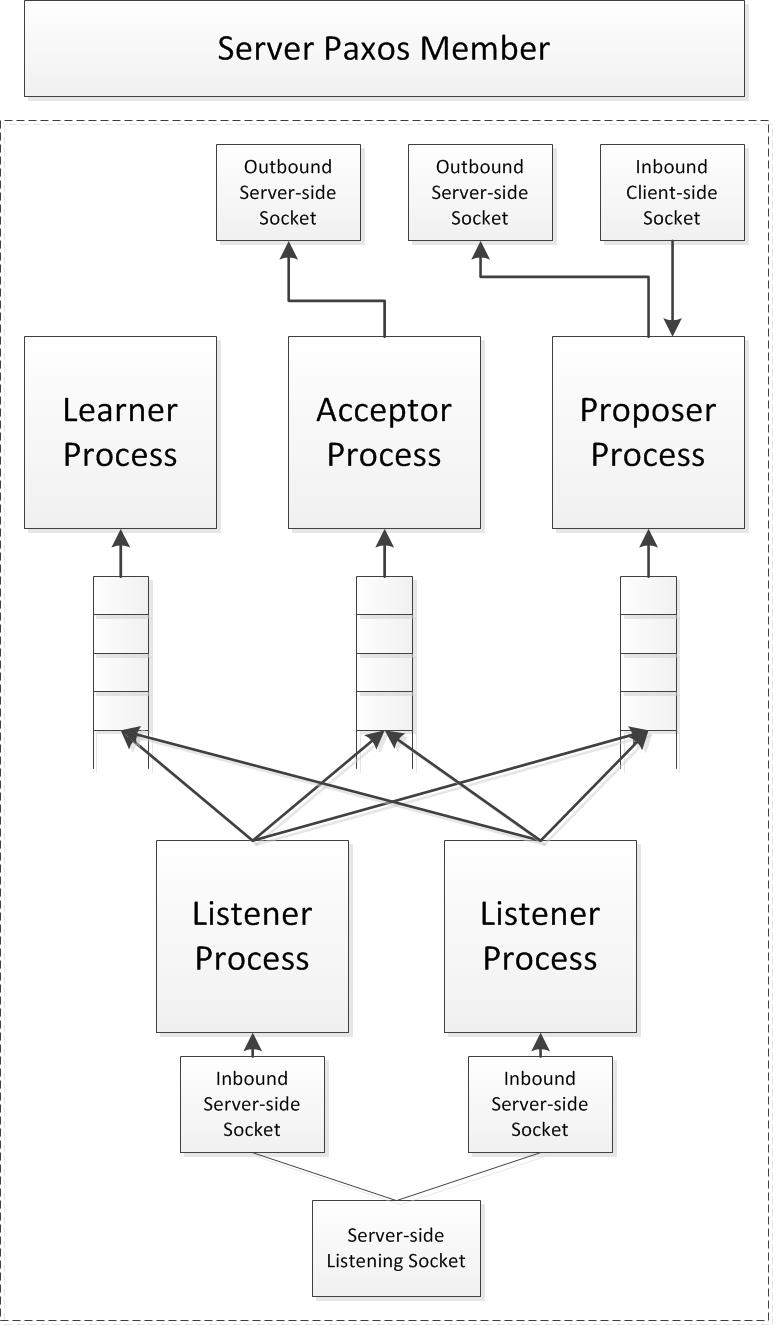 Server Paxos Member
Outbound
Server-side
Socket
Outbound
Server-side
Socket
Inbound
Client-side
Socket
Learner
Process
Acceptor
Process
Proposer
Process
Listener
Process
Listener
Process
Inbound
Server-side
Socket
Inbound
Server-side
Socket
Server-side
Listening Socket